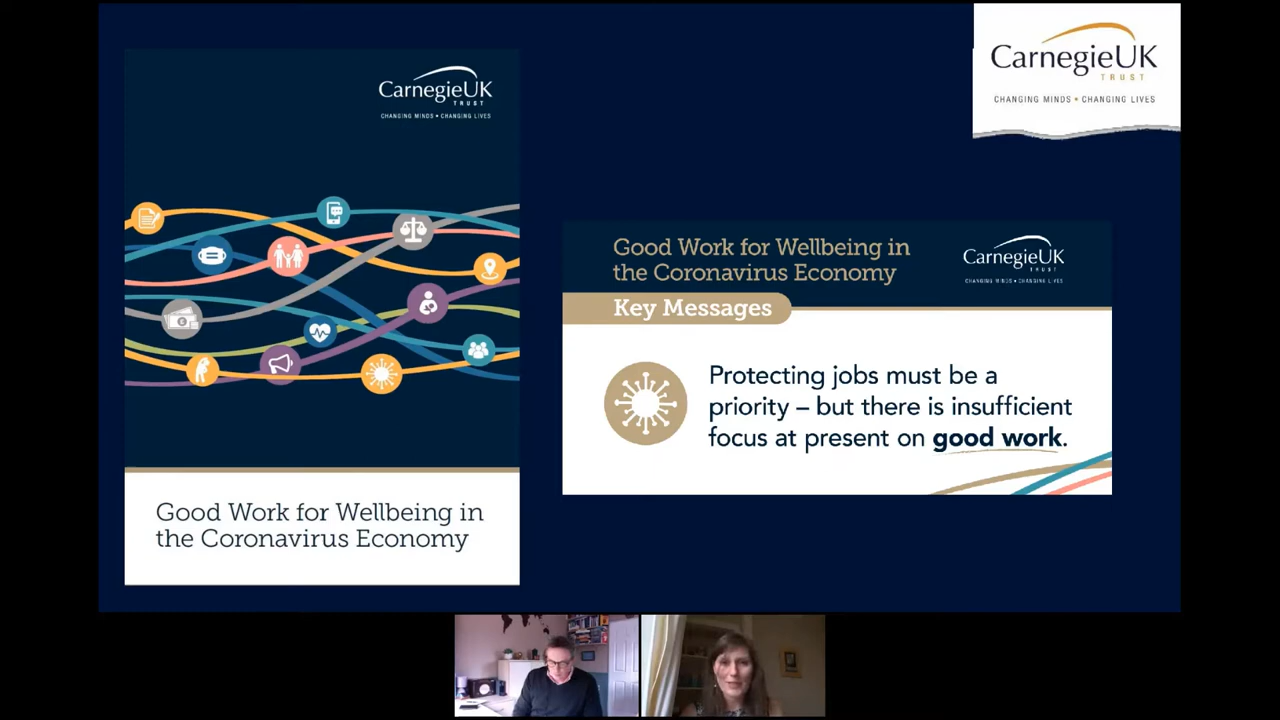 CarnegieUK
TRUST
CHANGING MINDS • CHANGING LIVES
Good Work for Wellbeing in
the Coronavirus Economy
CarnegieUK
TRUST
CHANGING MINDS • CHANGING LIVES
Good Work for Wellbeing in
the Coronavirus Economy
CarnegieUK
TRUST
CHANGING MINDS • CHANGING LIVES
Key Messages
Protecting jobs must be a
priority – but there is insufficient
focus at present on good work.